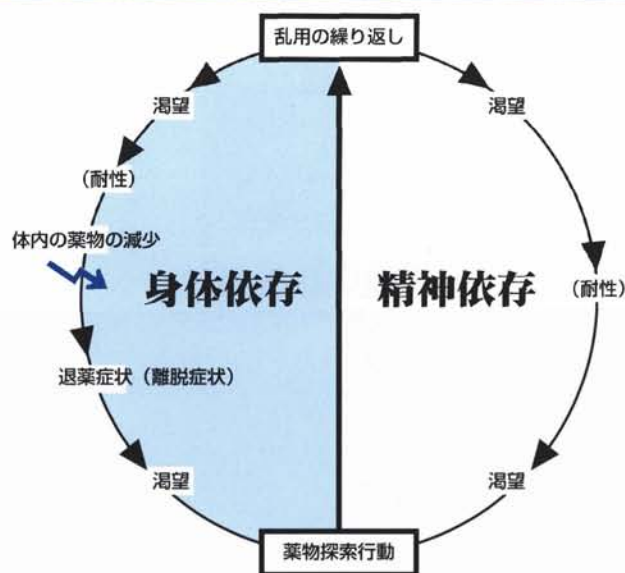 乱用の繰り返し
渇望
渇望
(耐性)
体内の薬物の減少
身体依存
精神依存
(耐性)
退薬症状（離脱症状）
渇望
渇望
薬物探索行動